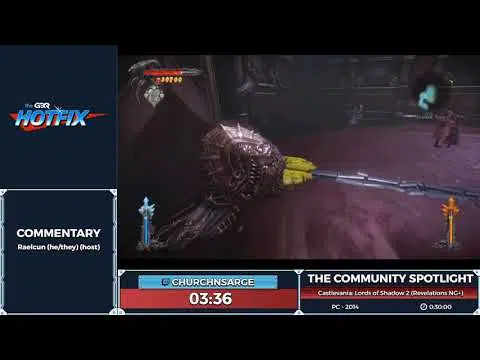 the GDQ
HOTFIX
COMMENTARY
Raelcun (he/they) (host)
CHURCHNSARGE
03:36
THE COMMUNITY SPOTLIGHT
Castlevania: Lords of Shadow 2 (Revelations NG+)
PC - 2014
0:30:00